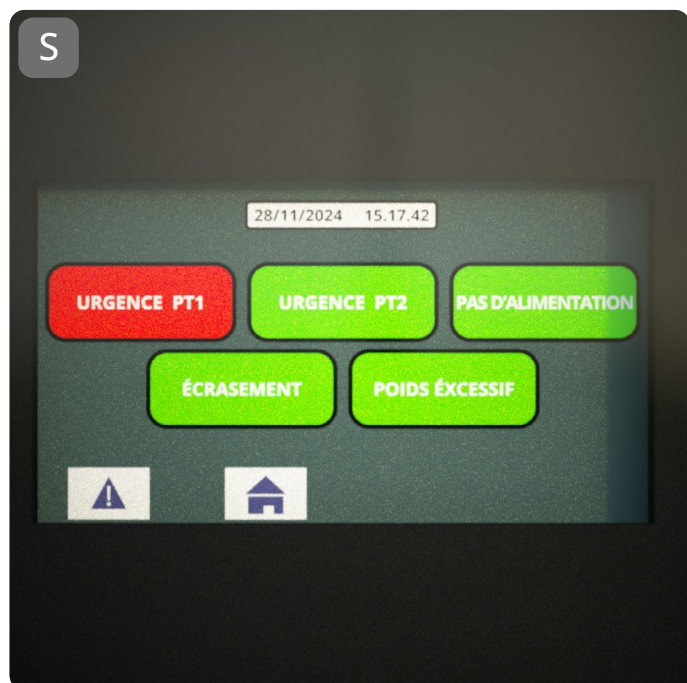 S
28/11/2024 15.17.42
URGENCE PT1
URGENCE PT2
PAS D'ALIMENTATION
ÉCRASEMENT
POIDS ÉXCESSIF